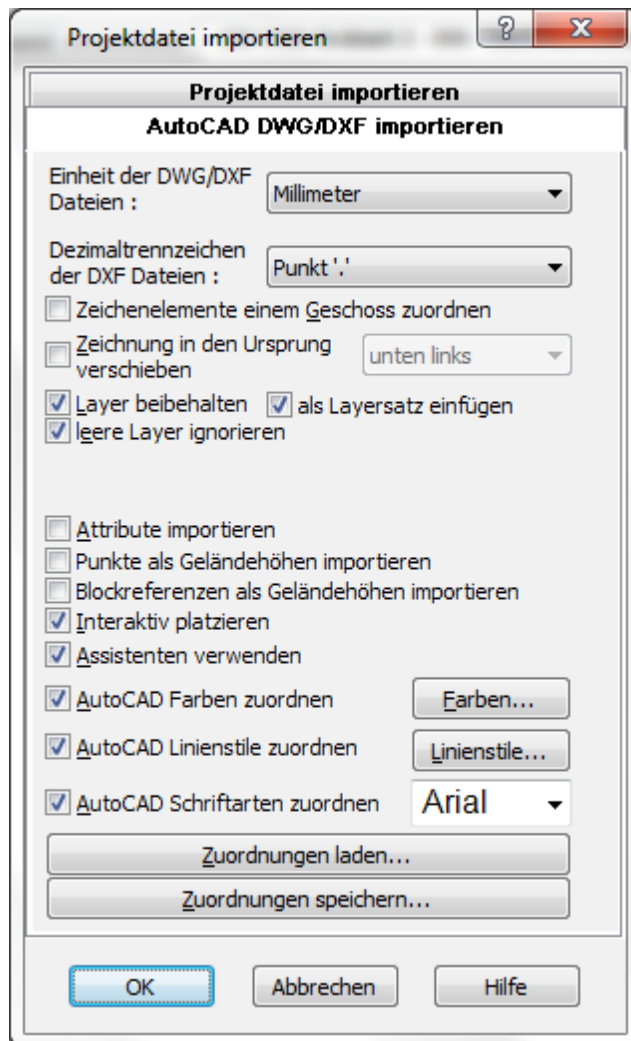 Projektdatei importieren
Projektdatei importieren
AutoCAD DWG/DXF importieren
Einheit der DWG/DXF
Dateien :
Millimeter
Dezimaltrennzeichen
der DXF Dateien :
Punkt '.'
Zeichenelemente einem Geschoss zuordnen
Zeichnung in den Ursprung
verschieben
unten links
Layer beibehalten als Layersatz einfügen
leere Layer ignorieren
Attribute importieren
Punkte als Geländehöhen importieren
Blockreferenzen als Geländehöhen importieren
Interaktiv platzieren
Assistenten verwenden
AutoCAD Farben zuordnen Farben...
AutoCAD Linienstile zuordnen Linienstile...
AutoCAD Schriftarten zuordnen Arial
Zuordnungen laden...
Zuordnungen speichern...
OK Abbrechen Hilfe